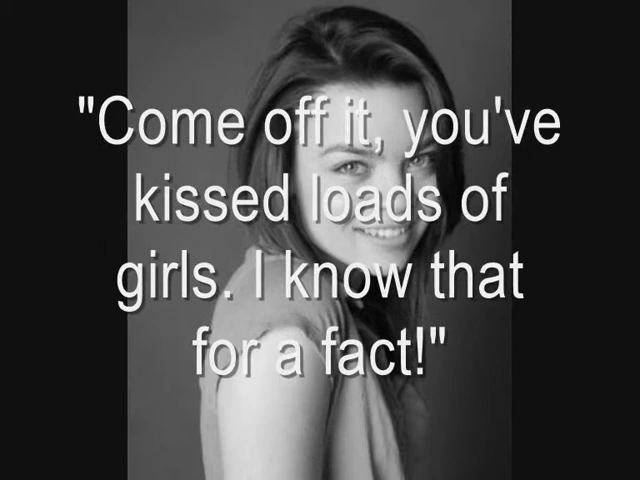 "Come off it, you've
kissed loads of
girls. I know that
for a fact!"